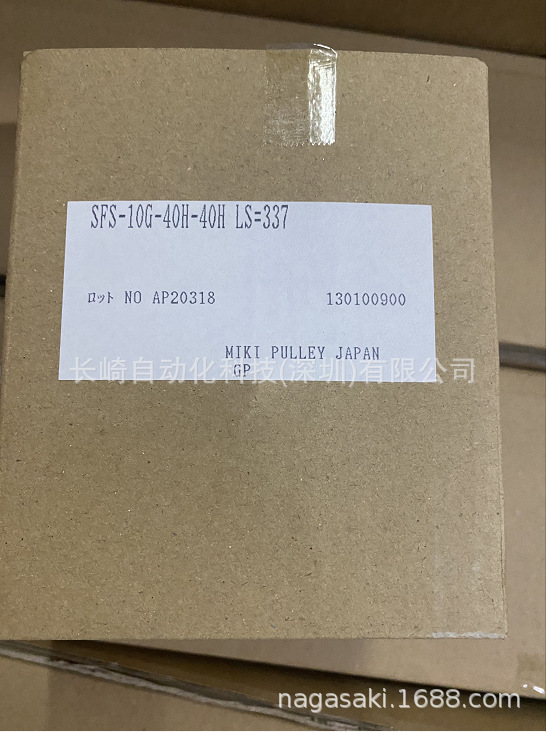 SFS-10G-40H-40H LS=337
ロット NO AP20318 130100900
MIKI PULLEY JAPAN
GP
长崎自动化科技(深圳)有限公司
nagasaki.1688.com